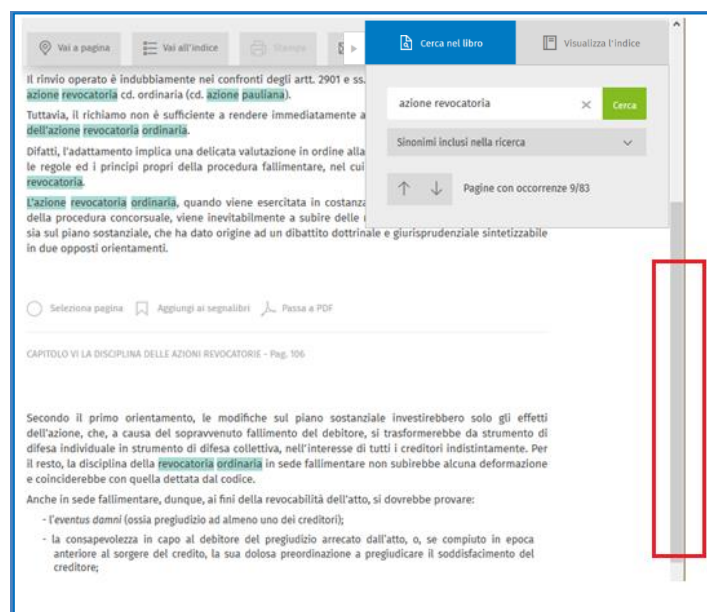 Vai a pagina
Vai all'indice
Stampa
Cerca nel libro
Visualizza l'indice
azione revocatoria
Cerca
Sinonimi inclusi nella ricerca
Pagine con occorrenze 9/83
Il rinvio operato è indubbiamente nei confronti degli artt. 2901 e ss.
azione revocatoria cd. ordinaria (cd. azione pauliana).
Tuttavia, il richiamo non è sufficiente a rendere immediatamente a
dell'azione revocatoria ordinaria.
Difatti, l'adattamento implica una delicata valutazione in ordine alla
le regole ed i principi propri della procedura fallimentare, nel cui
revocatoria.
L'azione revocatoria ordinaria, quando viene esercitata in costanza
della procedura concorsuale, viene inevitabilmente a subire delle
sia sul piano sostanziale, che ha dato origine ad un dibattito dottrinale e giurisprudenziale sintetizzabile
in due opposti orientamenti.
Seleziona pagina
Aggiungi ai segnalibri
Passa a PDF
CAPITOLO VI LA DISCIPLINA DELLE AZIONI REVOCATORIE - Pag. 106
Secondo il primo orientamento, le modifiche sul piano sostanziale investirebbero solo gli effetti
dell'azione, che, a causa del sopravvenuto fallimento del debitore, si trasformerebbe da strumento di
difesa individuale in strumento di difesa collettiva, nell'interesse di tutti i creditori indistintamente. Per
il resto, la disciplina della revocatoria ordinaria in sede fallimentare non subirebbe alcuna deformazione
e coinciderebbe con quella dettata dal codice.
Anche in sede fallimentare, dunque, ai fini della revocabilità dell'atto, si dovrebbe provare:
- l'eventus damni (ossia pregiudizio ad almeno uno dei creditori);
- la consapevolezza in capo al debitore del pregiudizio arrecato dall'atto, o, se compiuto in epoca
anteriore al sorgere del credito, la sua dolosa preordinazione a pregiudicare il soddisfacimento del
creditore;